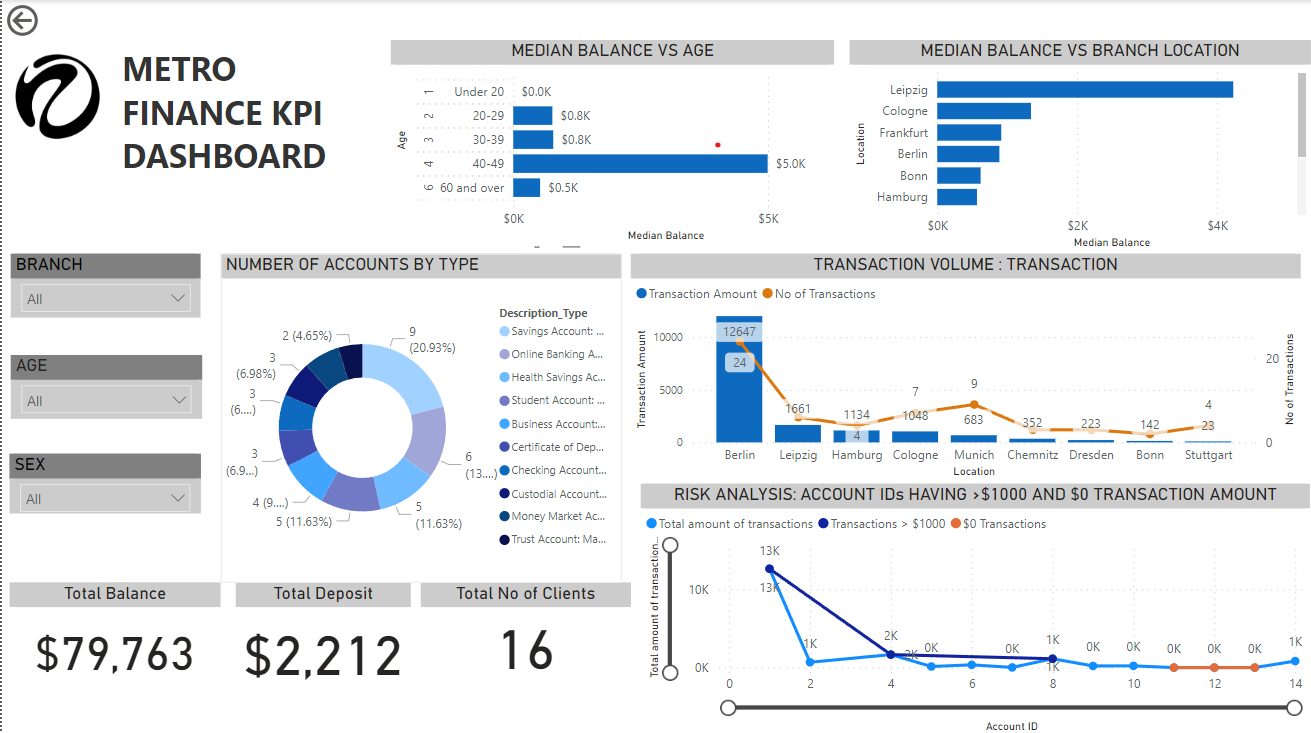 METRO
FINANCE KPI
DASHBOARD
MEDIAN BALANCE VS AGE
Age
1 Under 20 $0.0K
2 20-29 $0.8K
3 30-39 $0.8K
4 40-49 $5.0K
6 60 and over $0.5K
$0K $5K
Median Balance
MEDIAN BALANCE VS BRANCH LOCATION
Location
Leipzig
Cologne
Frankfurt
Berlin
Bonn
Hamburg
$0K $2K $4K
Median Balance
BRANCH
All
AGE
All
SEX
All
NUMBER OF ACCOUNTS BY TYPE
2 (4.65%)
9
(20.93%)
3
(6.98%)
3
(6....)
3
(6.9...)
4 (9....)
5 (11.63%)
5
(11.63%)
6
(13....)
Description_Type
Savings Account: ...
Online Banking A...
Health Savings Ac...
Student Account: ...
Business Account:...
Certificate of Dep...
Checking Account...
Custodial Account...
Money Market Ac...
Trust Account: Ma...
TRANSACTION VOLUME : TRANSACTION
Transaction Amount No of Transactions
Transaction Amount
10000
5000
0
12647
24
1661
1134
4
7
1048
9
683
352
223
142
4
23
20
0
No of Transactions
Berlin Leipzig Hamburg Cologne Munich Chemnitz Dresden Bonn Stuttgart
Location
RISK ANALYSIS: ACCOUNT IDs HAVING >$1000 AND $0 TRANSACTION AMOUNT
Total amount of transactions Transactions > $1000 $0 Transactions
Total amount of transaction...
10K
0K
13K
13K
1K
2K
2K
0K
0K
1K
1K
0K
0K
0K
0K
0K
1K
0 2 4 6 8 10 12 14
Account ID
Total Balance
$79,763
Total Deposit
$2,212
Total No of Clients
16